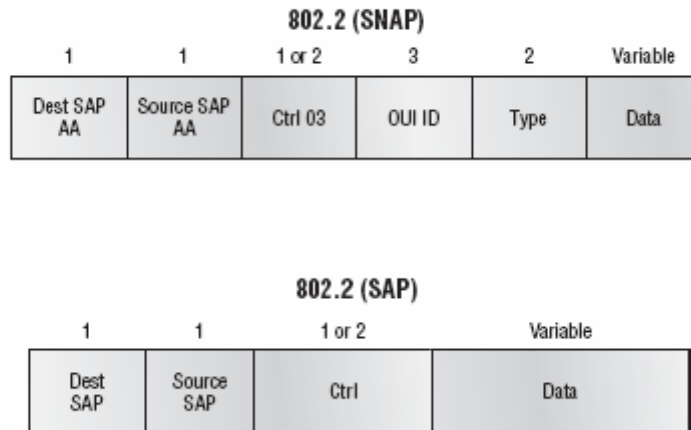 802.2 (SNAP)
1 1 1 or 2 3 2 Variable
Dest SAP AA
Source SAP AA
Ctrl 03
OUI ID
Type
Data
802.2 (SAP)
1 1 1 or 2 Variable
Dest SAP
Source SAP
Ctrl
Data